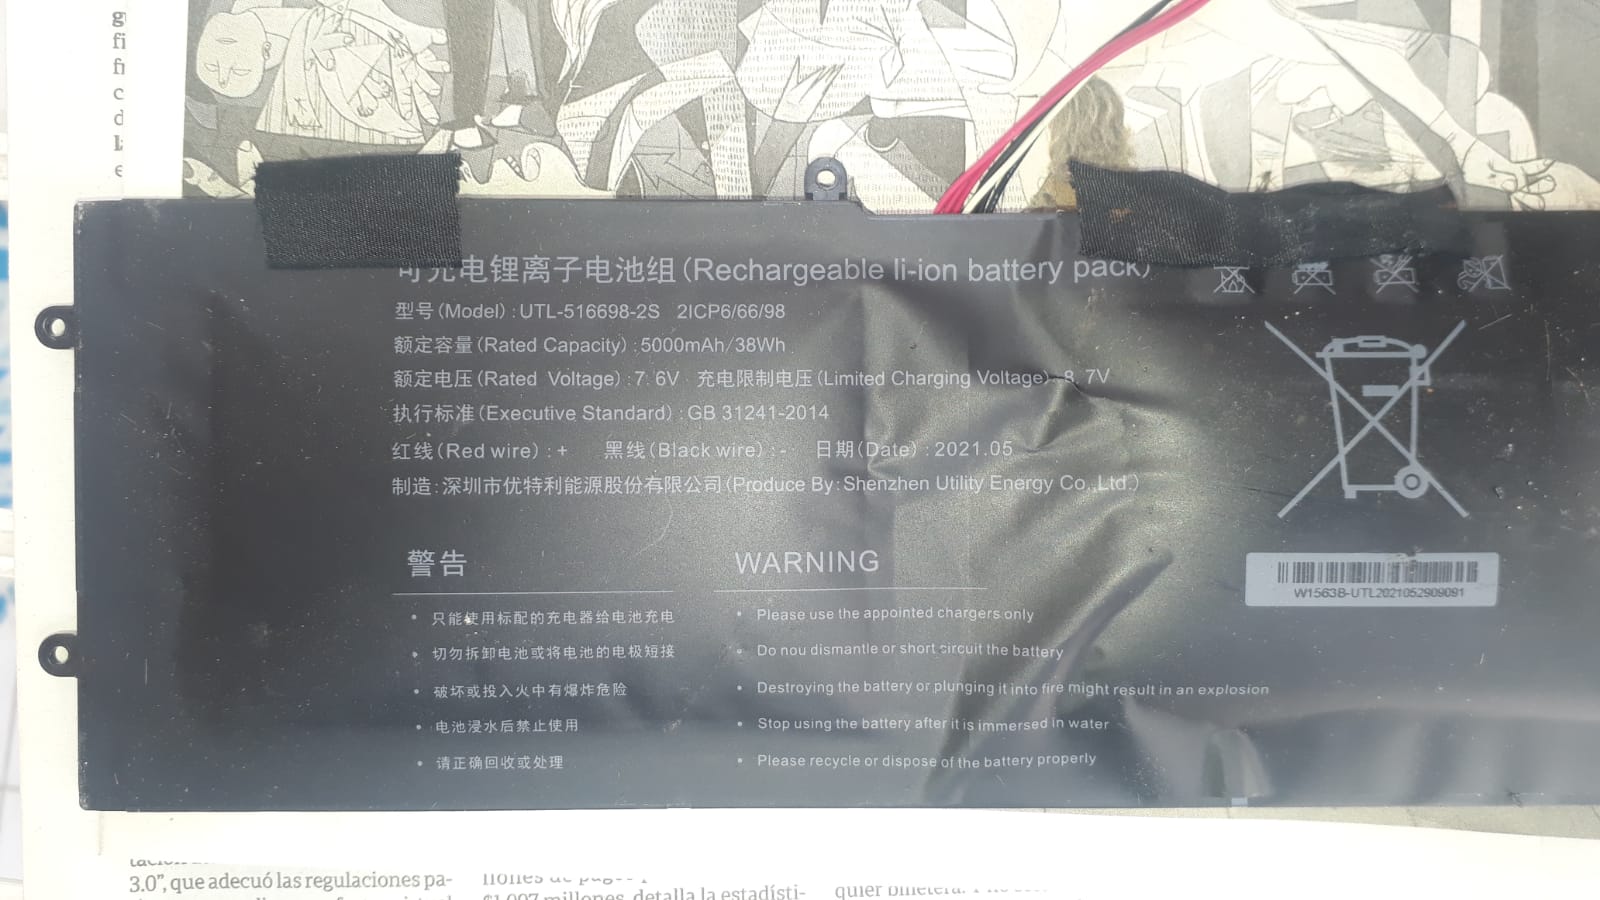 可充电锂离子电池组(Rechargeable li-ion battery pack)
型号(Model):UTL-516698-2S 2ICP6/66/98
额定容量(Rated Capacity):5000mAh/38Wh
额定电压(Rated Voltage):7.6V 充电限制电压(Limited Charging Voltage):8.7V
执行标准(Executive Standard):GB 31241-2014
红线(Red wire):+ 黑线(Black wire):- 日期(Date):2021.05
制造:深圳市优特利能源股份有限公司(Produce By:Shenzhen Utility Energy Co.,Ltd.)
W1563B-UTL2021052909091
警告
• 只能使用标配的充电器给电池充电
• 切勿拆卸电池或将电池的电极短接
• 破坏或投入火中有爆炸危险
• 电池浸水后禁止使用
• 请正确回收或处理
WARNING
• Please use the appointed chargers only
• Do nou dismantle or short sircuit the battery
• Destroying the battery or plunging it into fire might result in an explosion
• Stop using the battery after it is immersed in water
• Please recycle or dispose of the battery properly
3.0", que adecuó las regulaciones pa-
$1.007 millones, detalla la estadísti-
quier billetera.